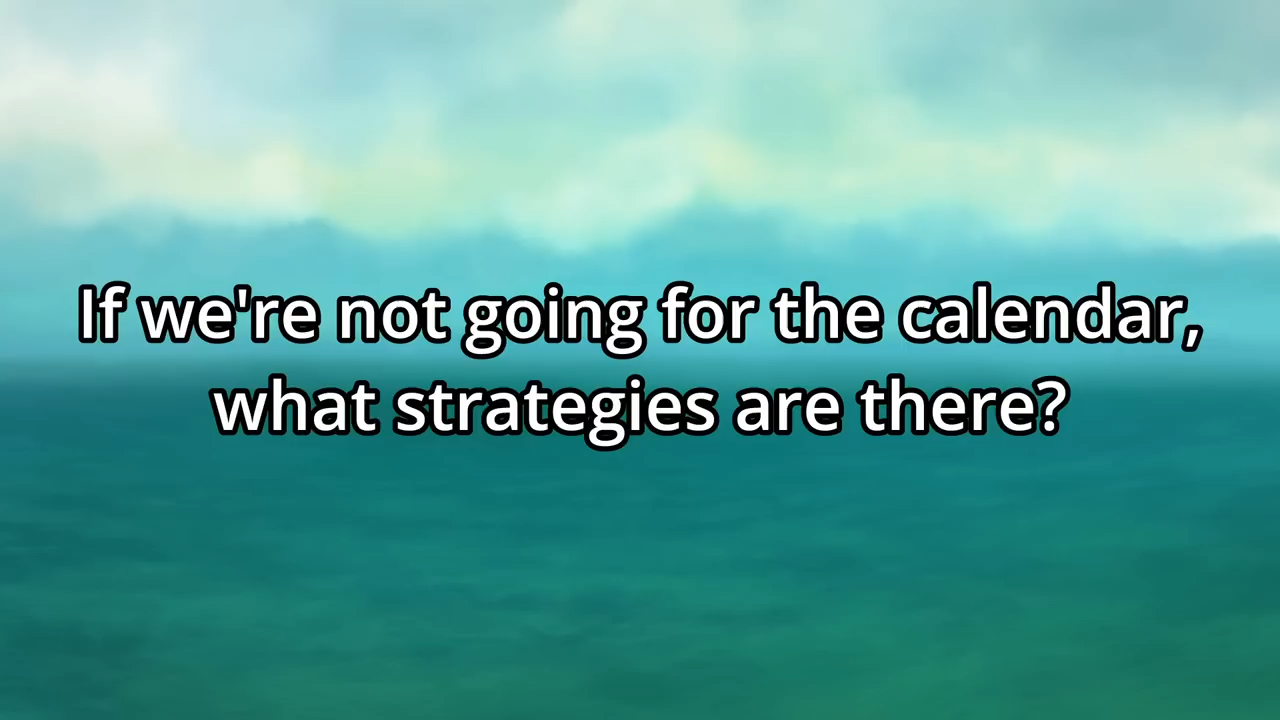 If we're not going for the calendar,
what strategies are there?